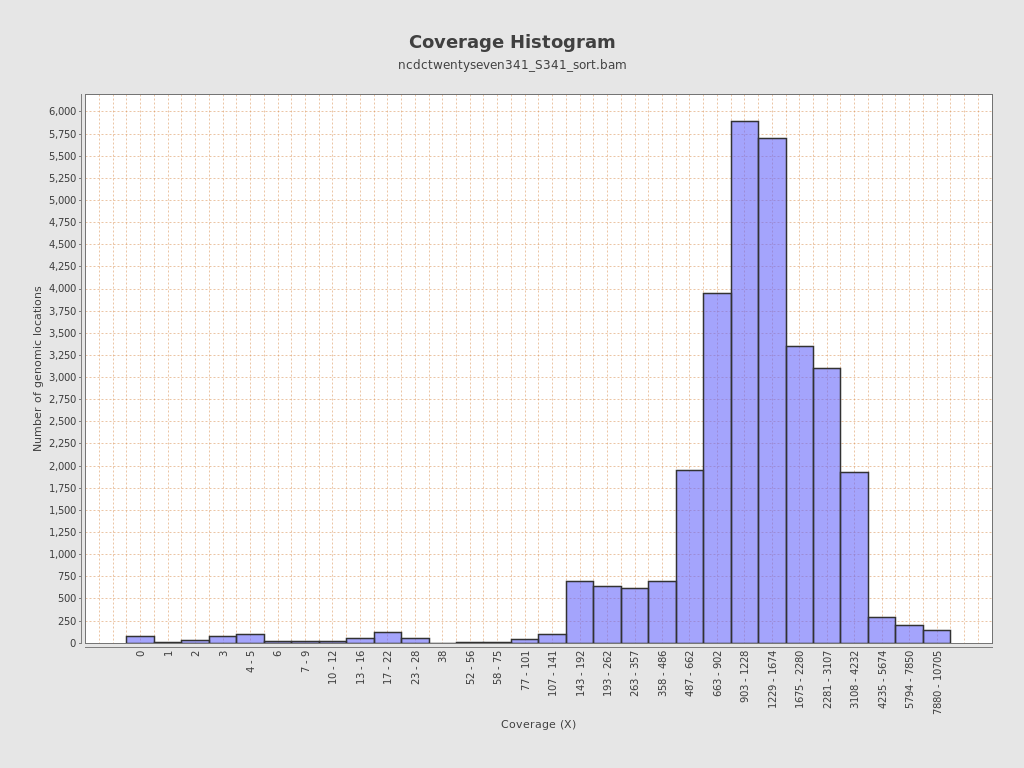 Coverage Histogram
ncdctwentyseven341_S341_sort.bam
Number of genomic locations
6,000
5,750
5,500
5,250
5,000
4,750
4,500
4,250
4,000
3,750
3,500
3,250
3,000
2,750
2,500
2,250
2,000
1,750
1,500
1,250
1,000
750
500
250
0
0
1
2
3
4 - 5
6
7 - 9
10 - 12
13 - 16
17 - 22
23 - 28
38
52 - 56
58 - 75
77 - 101
107 - 141
143 - 192
193 - 262
263 - 357
358 - 486
487 - 662
663 - 902
903 - 1228
1229 - 1674
1675 - 2280
2281 - 3107
3108 - 4232
4235 - 5674
5794 - 7850
7880 - 10705
Coverage (X)